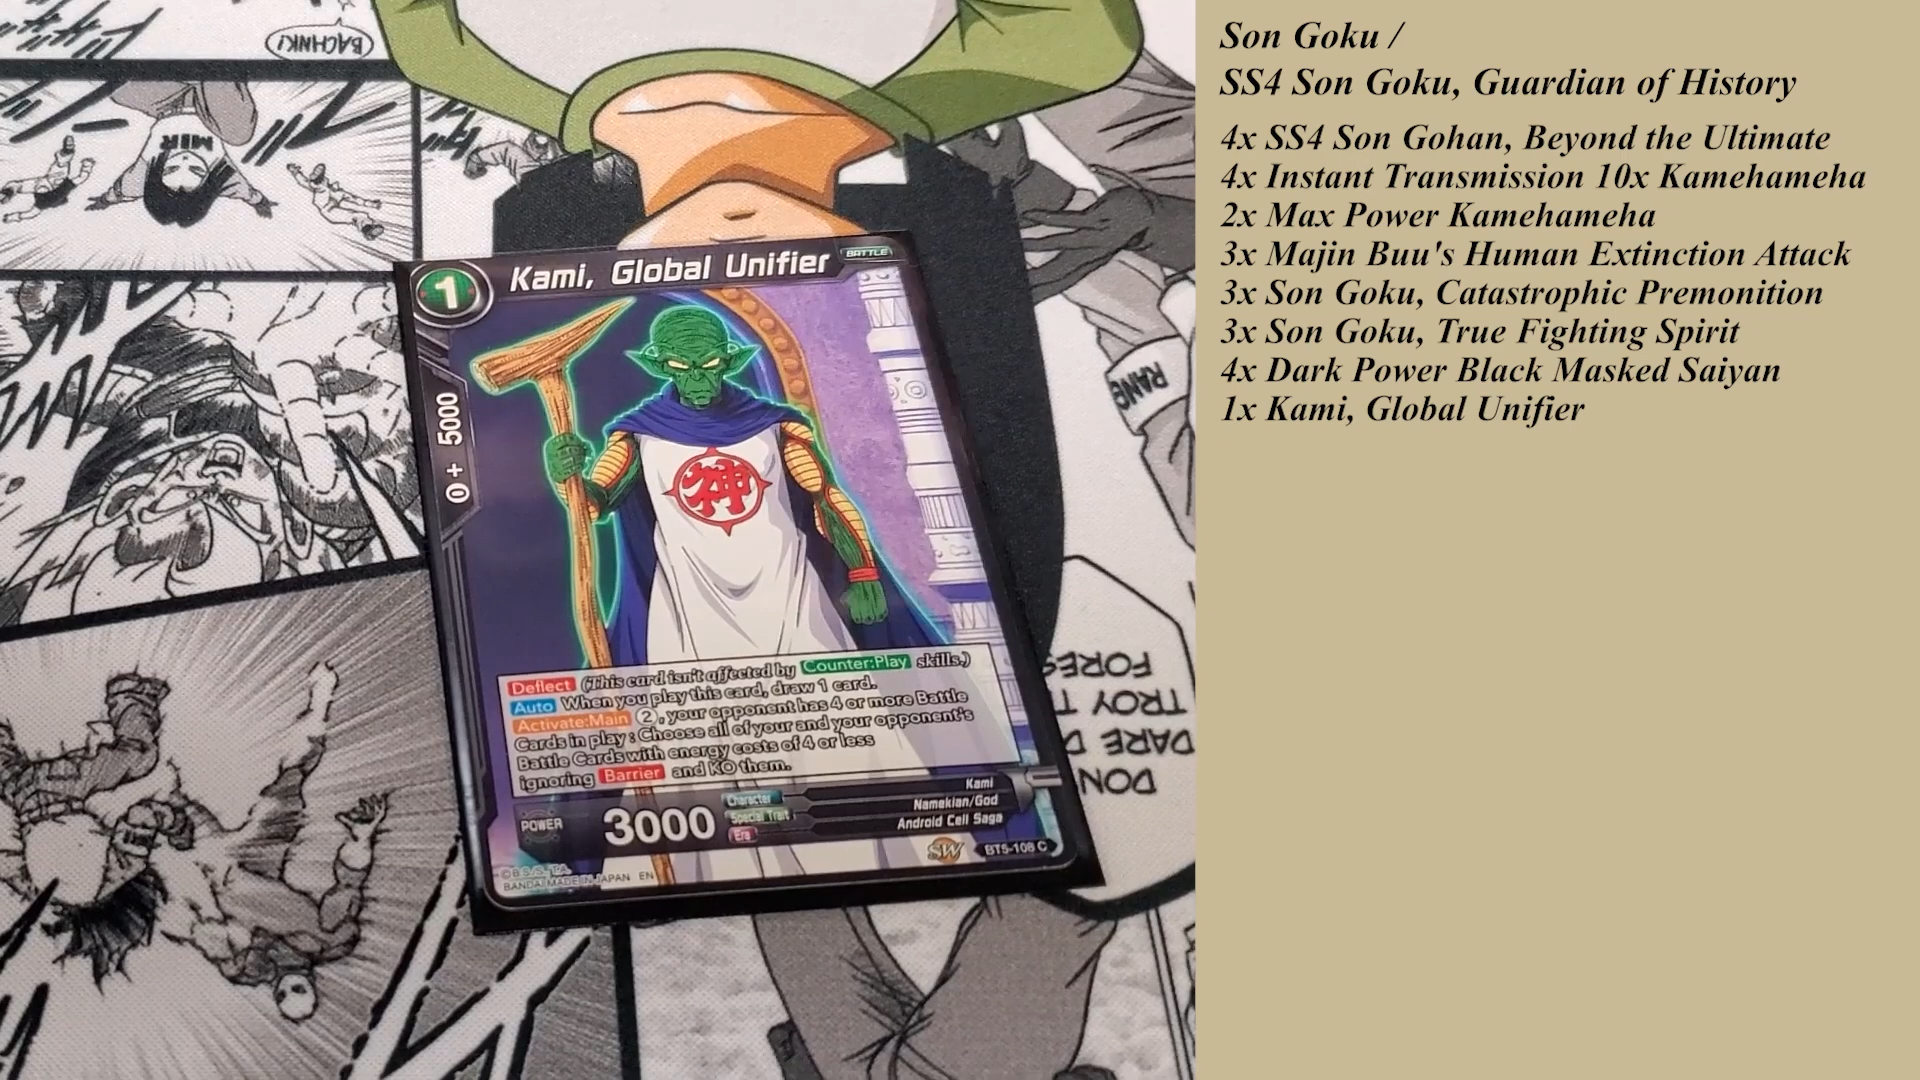 BACHNK!
MIR
Kami, Global Unifier
BATTLE
1
0 + 5000
神
Deflect (This card isn't affected by Counter:Play skills.)
Auto When you play this card, draw 1 card.
Activate:Main 2, your opponent has 4 or more Battle
Cards in play : Choose all of your and your opponent's
Battle Cards with energy costs of 4 or less
ignoring Barrier and KO them.
POWER 3000
Character Kami
Special Trait Namekian/God
Era Android Cell Saga
SW BT5-108 C
BANDAI MADE IN JAPAN EN
Son Goku /
SS4 Son Goku, Guardian of History
4x SS4 Son Gohan, Beyond the Ultimate
4x Instant Transmission 10x Kamehameha
2x Max Power Kamehameha
3x Majin Buu's Human Extinction Attack
3x Son Goku, Catastrophic Premonition
3x Son Goku, True Fighting Spirit
4x Dark Power Black Masked Saiyan
1x Kami, Global Unifier